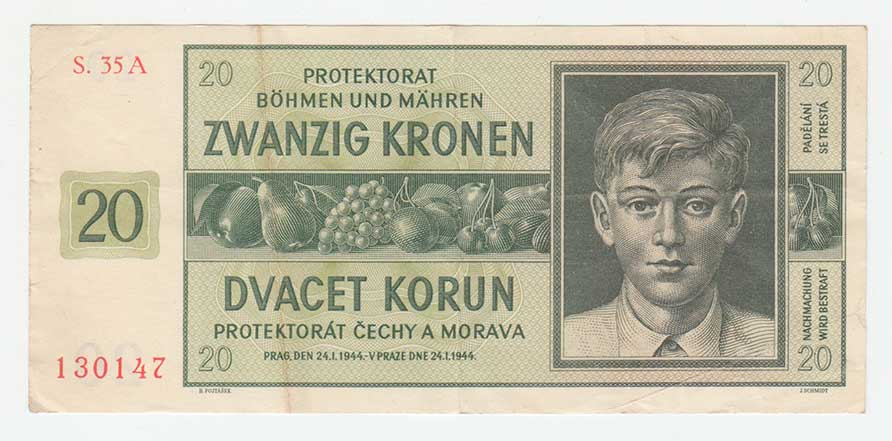 S. 35 A
20
PROTEKTORAT
BÖHMEN UND MÄHREN
ZWANZIG KRONEN
20
PADĚLÁNÍ
SE TRESTÁ
20
DVACET KORUN
PROTEKTORÁT ČECHY A MORAVA
PRAG, DEN 24. I. 1944.-V PRAZE DNE 24. I. 1944.
NACHMACHUNG
WIRD BESTRAFT
130147
20
20
J. SCHMIDT